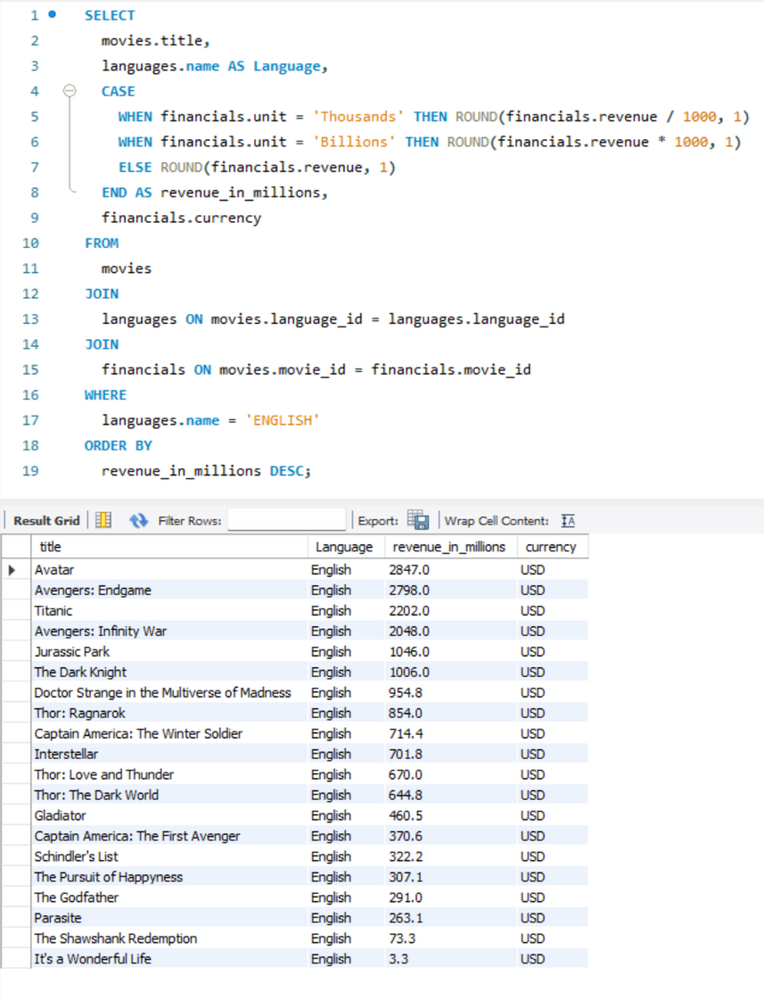 1 SELECT
2 movies.title,
3 languages.name AS Language,
4 CASE
5 WHEN financials.unit = 'Thousands' THEN ROUND(financials.revenue / 1000, 1)
6 WHEN financials.unit = 'Billions' THEN ROUND(financials.revenue * 1000, 1)
7 ELSE ROUND(financials.revenue, 1)
8 END AS revenue_in_millions,
9 financials.currency
10 FROM
11 movies
12 JOIN
13 languages ON movies.language_id = languages.language_id
14 JOIN
15 financials ON movies.movie_id = financials.movie_id
16 WHERE
17 languages.name = 'ENGLISH'
18 ORDER BY
19 revenue_in_millions DESC;
Result Grid Filter Rows: Export: Wrap Cell Content: IA
title Language revenue_in_millions currency
Avatar English 2847.0 USD
Avengers: Endgame English 2798.0 USD
Titanic English 2202.0 USD
Avengers: Infinity War English 2048.0 USD
Jurassic Park English 1046.0 USD
The Dark Knight English 1006.0 USD
Doctor Strange in the Multiverse of Madness English 954.8 USD
Thor: Ragnarok English 854.0 USD
Captain America: The Winter Soldier English 714.4 USD
Interstellar English 701.8 USD
Thor: Love and Thunder English 670.0 USD
Thor: The Dark World English 644.8 USD
Gladiator English 460.5 USD
Captain America: The First Avenger English 370.6 USD
Schindler's List English 322.2 USD
The Pursuit of Happyness English 307.1 USD
The Godfather English 291.0 USD
Parasite English 263.1 USD
The Shawshank Redemption English 73.3 USD
It's a Wonderful Life English 3.3 USD